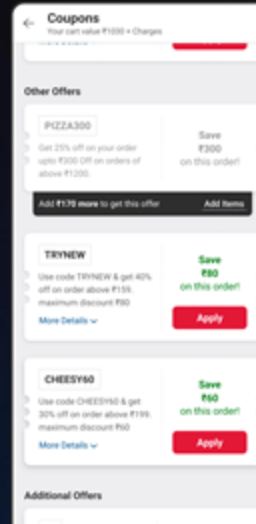 Coupons
Your cart value ₹1030 + Charges
Other Offers
PIZZA300
Get 25% off on your order
upto ₹300 Off on orders of
above ₹1200.
Save
₹300
on this order!
Add ₹170 more to get this offer
Add Items
TRYNEW
Use code TRYNEW & get 40%
off on order above ₹159.
maximum discount ₹80
More Details
Save
₹80
on this order!
Apply
CHEESY60
Use code CHEESY60 & get
30% off on order above ₹199.
maximum discount ₹60
More Details
Save
₹60
on this order!
Apply
Additional Offers